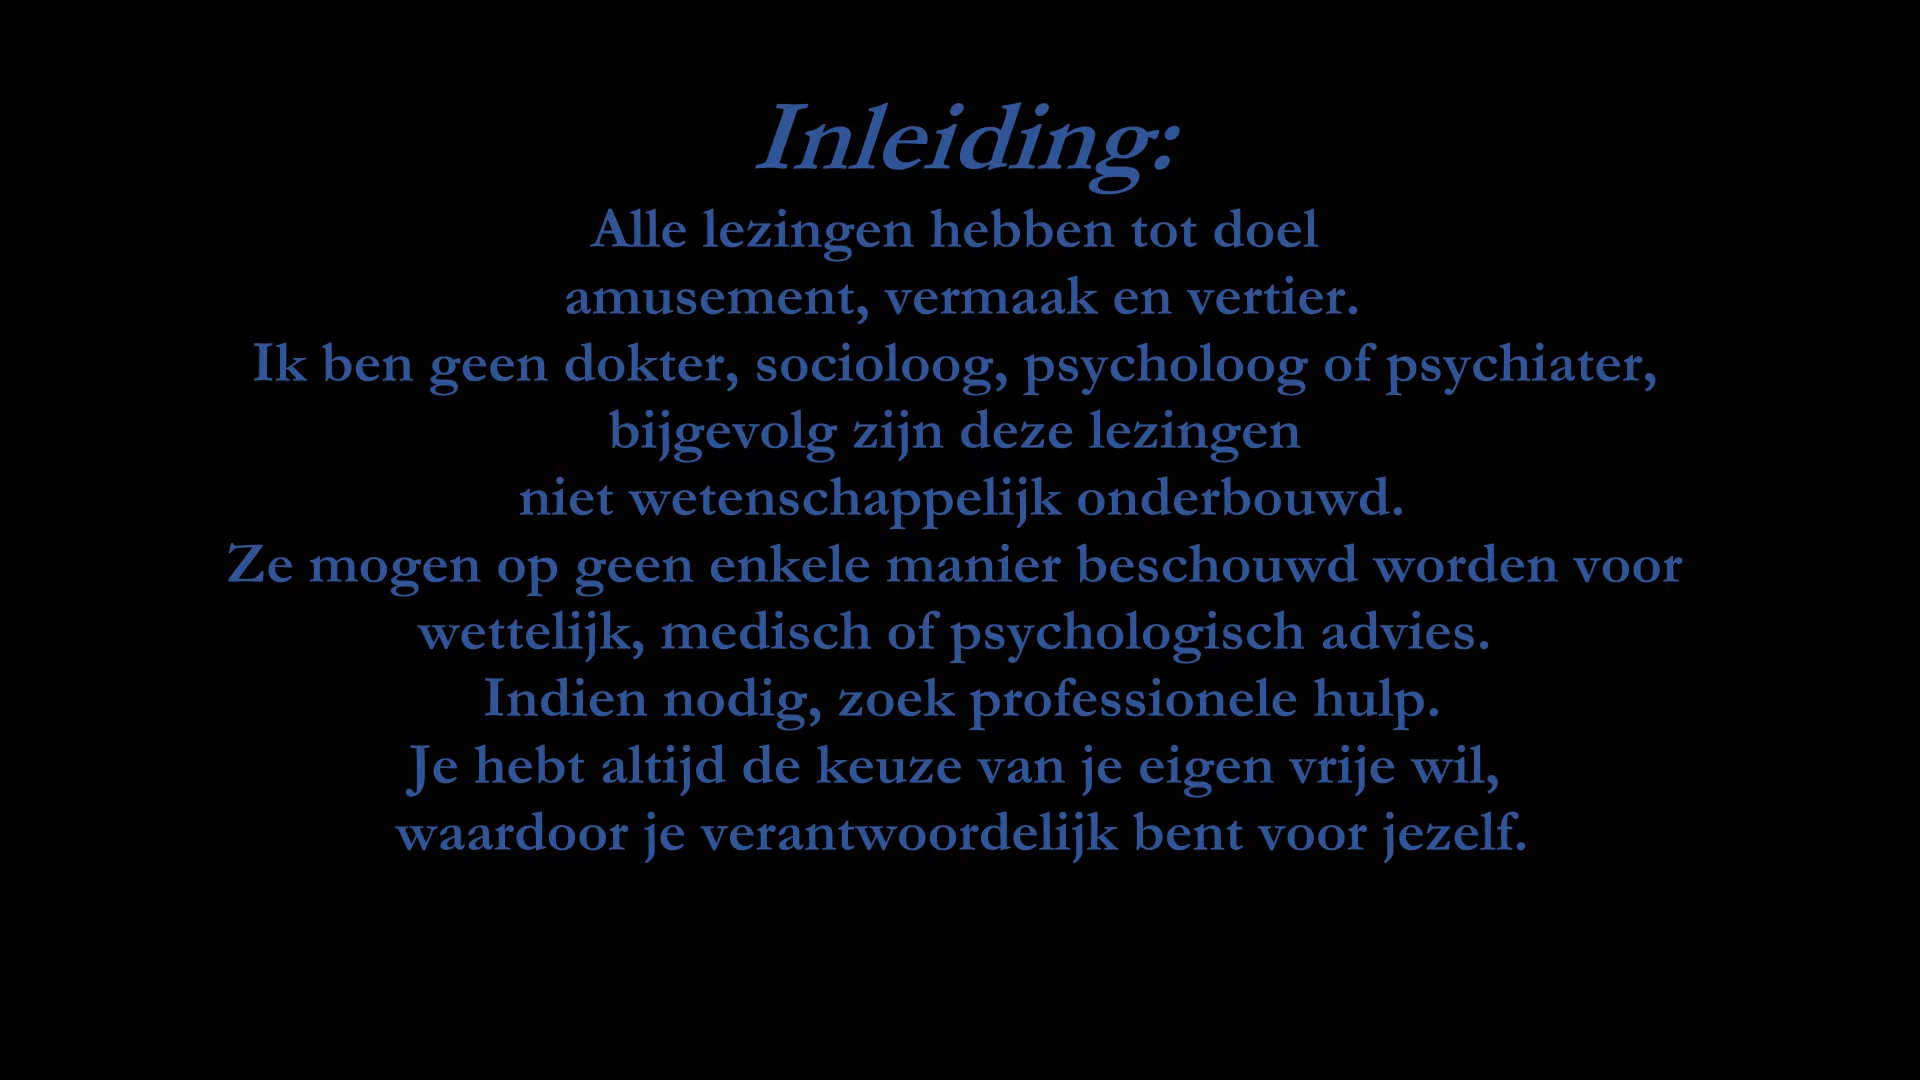 Inleiding:
Alle lezingen hebben tot doel
amusement, vermaak en vertier.
Ik ben geen dokter, socioloog, psycholoog of psychiater,
bijgevolg zijn deze lezingen
niet wetenschappelijk onderbouwd.
Ze mogen op geen enkele manier beschouwd worden voor
wettelijk, medisch of psychologisch advies.
Indien nodig, zoek professionele hulp.
Je hebt altijd de keuze van je eigen vrije wil,
waardoor je verantwoordelijk bent voor jezelf.